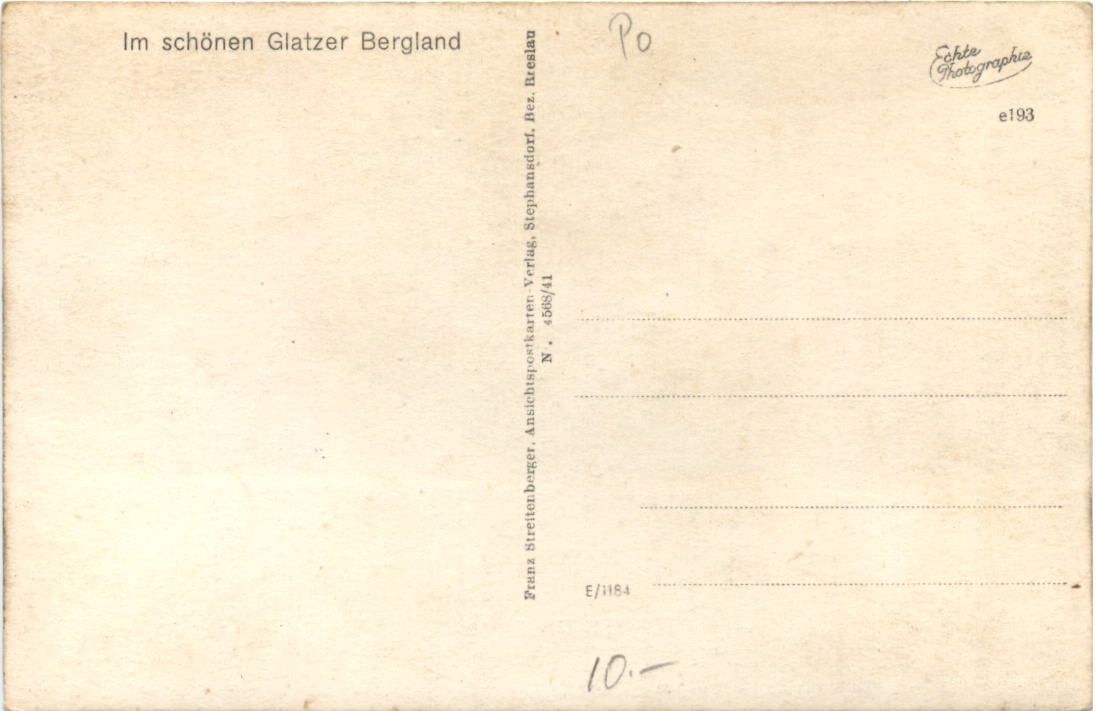 Im schönen Glatzer Bergland
Franz Streitenberger, Ansichtspostkarten-Verlag, Stephansdorf, Bez. Breslau
N . 4568/41
Po
Echte
Photographie
e193
E/1184
10.-